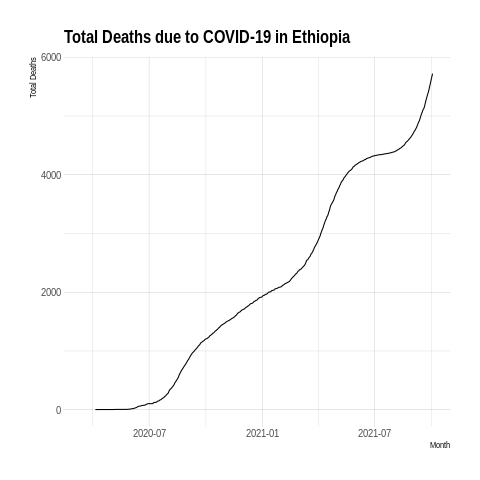 Total Deaths due to COVID-19 in Ethiopia
Total Deaths
6000
4000
2000
0
2020-07
2021-01
2021-07
Month